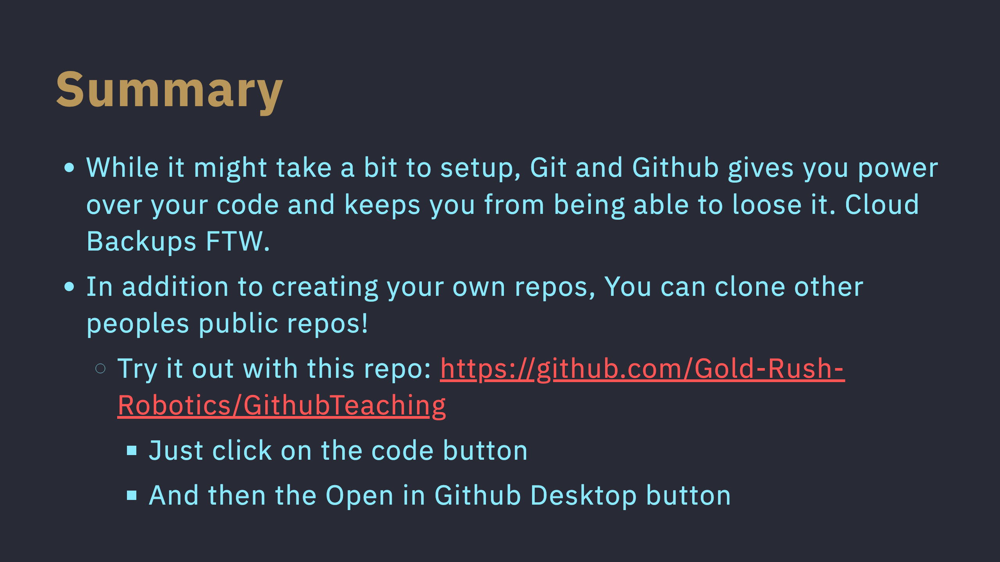 Summary
While it might take a bit to setup, Git and Github gives you power
over your code and keeps you from being able to loose it. Cloud
Backups FTW.
In addition to creating your own repos, You can clone other
peoples public repos!
Try it out with this repo: https://github.com/Gold-Rush-
Robotics/GithubTeaching
Just click on the code button
And then the Open in Github Desktop button